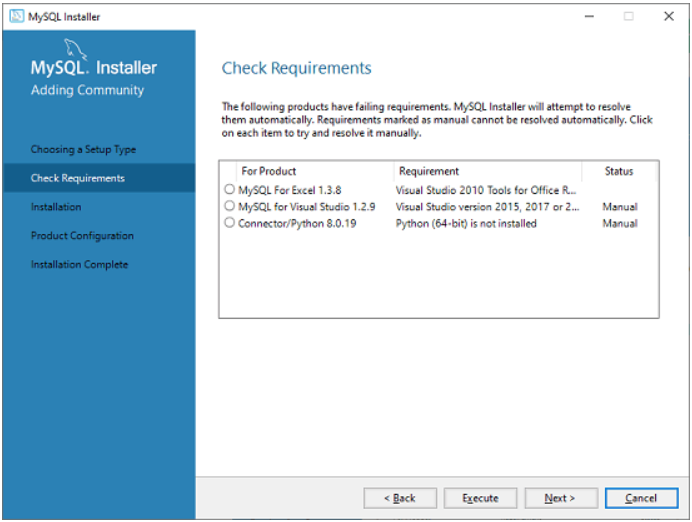 MySQL Installer
MySQL. Installer
Adding Community
Choosing a Setup Type
Check Requirements
Installation
Product Configuration
Installation Complete
Check Requirements
The following products have failing requirements. MySQL Installer will attempt to resolve
them automatically. Requirements marked as manual cannot be resolved automatically. Click
on each item to try and resolve it manually.
For Product Requirement Status
MySQL For Excel 1.3.8 Visual Studio 2010 Tools for Office R...
MySQL for Visual Studio 1.2.9 Visual Studio version 2015, 2017 or 2... Manual
Connector/Python 8.0.19 Python (64-bit) is not installed Manual
< Back Execute Next > Cancel